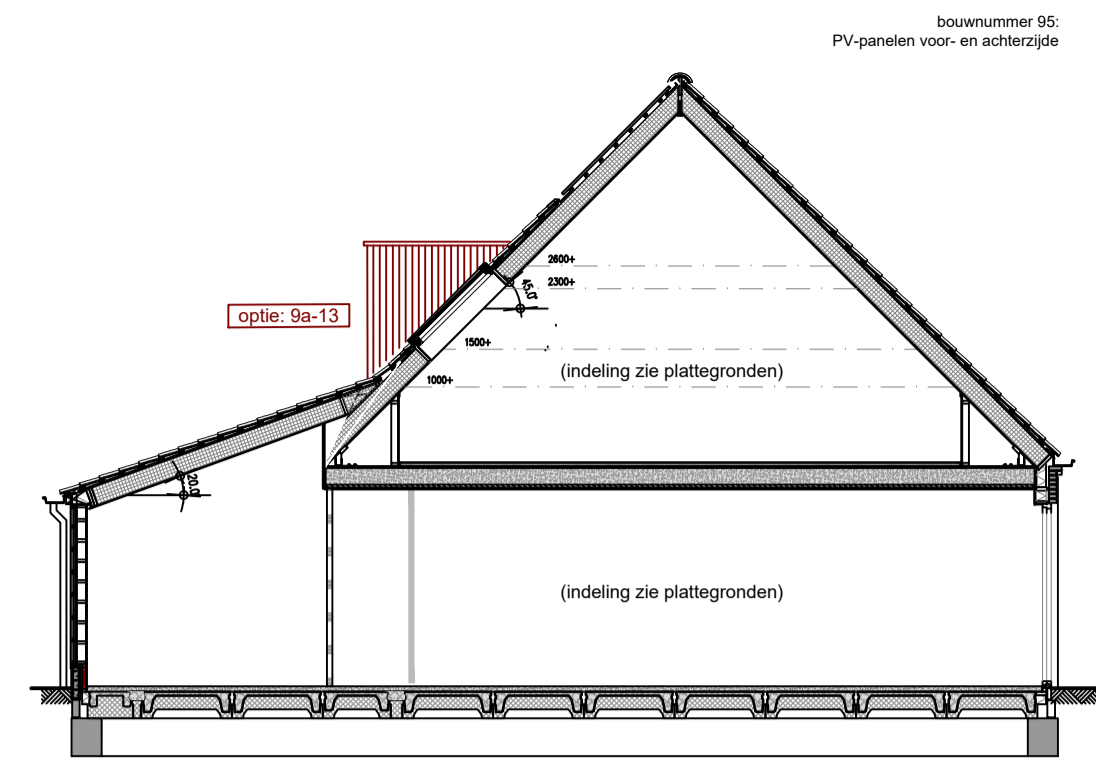 bouwnummer 95:
PV-panelen voor- en achterzijde
2600+
2300+
45.0°
optie: 9a-13
1500+
(indeling zie plattegronden)
1000+
20.0°
(indeling zie plattegronden)